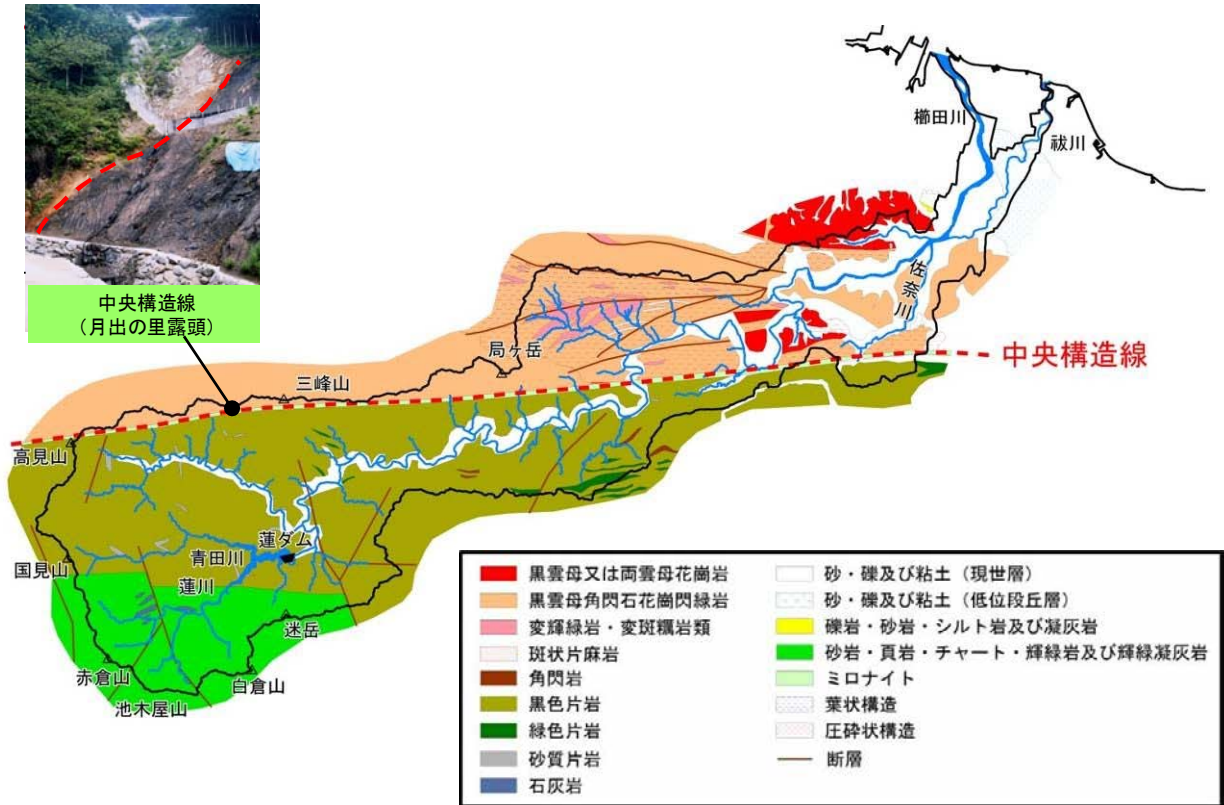 中央構造線
（月出の里露頭）
櫛田川
祓川
佐奈川
中央構造線
局ヶ岳
三峰山
高見山
蓮ダム
青田川
国見山
蓮川
迷岳
赤倉山
白倉山
池木屋山
黒雲母又は両雲母花崗岩
黒雲母角閃石花崗閃緑岩
変輝緑岩・変斑糲岩類
斑状片麻岩
角閃岩
黒色片岩
緑色片岩
砂質片岩
石灰岩
砂・礫及び粘土（現世層）
砂・礫及び粘土（低位段丘層）
礫岩・砂岩・シルト岩及び凝灰岩
砂岩・頁岩・チャート・輝緑岩及び輝緑凝灰岩
ミロナイト
葉状構造
圧砕状構造
断層